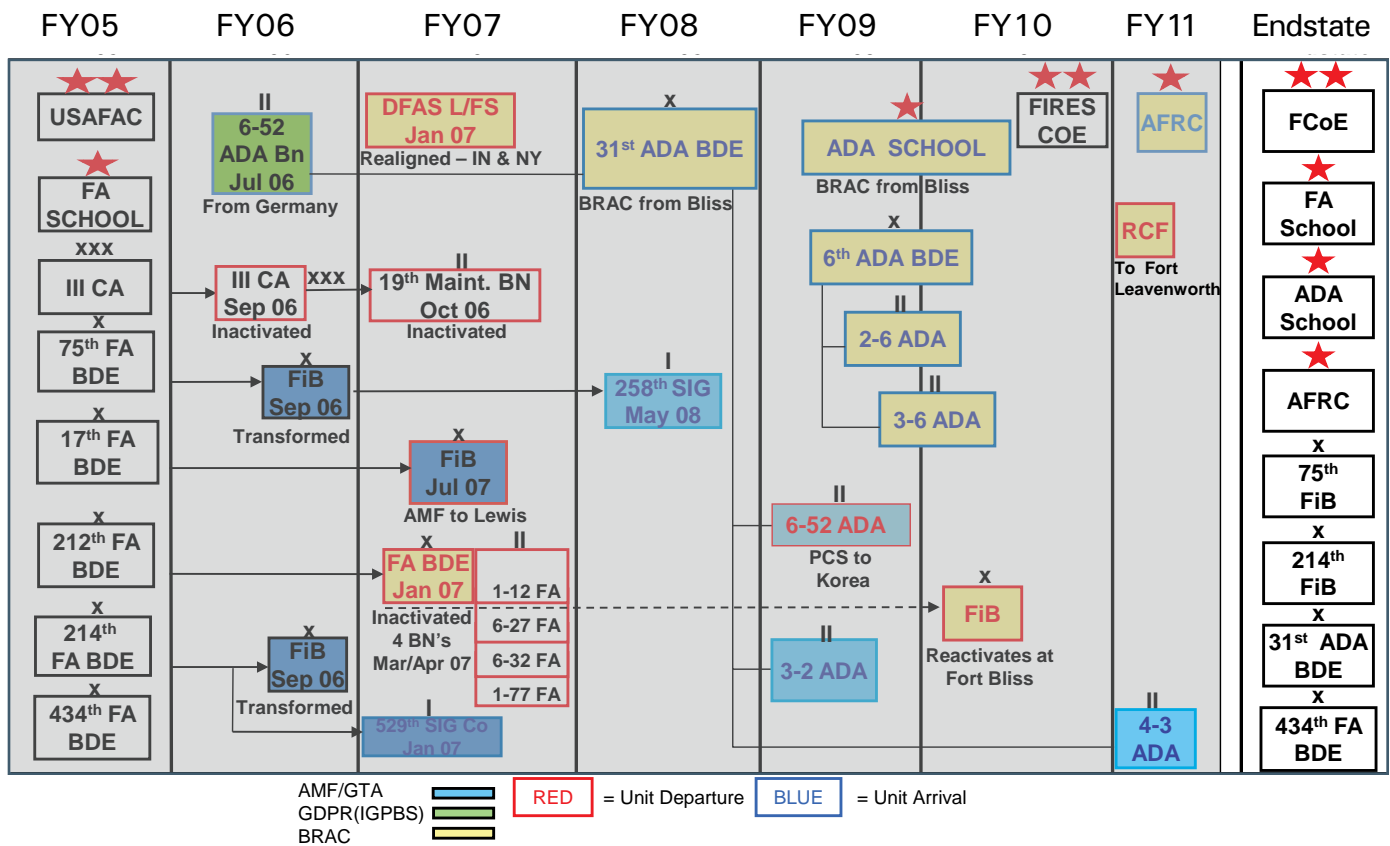 FY05 FY06 FY07 FY08 FY09 FY10 FY11 Endstate
USAFAC
FA
SCHOOL
xxx
III CA
x
75th FA
BDE
x
17th FA
BDE
x
212th FA
BDE
x
214th
FA BDE
x
434th FA
BDE
II
6-52
ADA Bn
Jul 06
From Germany
III CA
Sep 06
Inactivated
xxx
x
FiB
Sep 06
Transformed
x
FiB
Sep 06
Transformed
DFAS L/FS
Jan 07
Realigned – IN & NY
II
19th Maint. BN
Oct 06
Inactivated
x
FiB
Jul 07
AMF to Lewis
x
FA BDE
Jan 07
Inactivated
4 BN's
Mar/Apr 07
II
1-12 FA
6-27 FA
6-32 FA
1-77 FA
I
529th SIG Co
Jan 07
x
31st ADA BDE
BRAC from Bliss
I
258th SIG
May 08
ADA SCHOOL
BRAC from Bliss
x
6th ADA BDE
II
2-6 ADA
II
3-6 ADA
II
6-52 ADA
PCS to
Korea
II
3-2 ADA
FIRES
COE
x
FiB
Reactivates at
Fort Bliss
AFRC
RCF
To Fort
Leavenworth
II
4-3
ADA
FCoE
FA
School
ADA
School
AFRC
x
75th
FiB
x
214th
FiB
x
31st ADA
BDE
x
434th FA
BDE
AMF/GTA
GDPR(IGPBS)
BRAC
RED = Unit Departure
BLUE = Unit Arrival